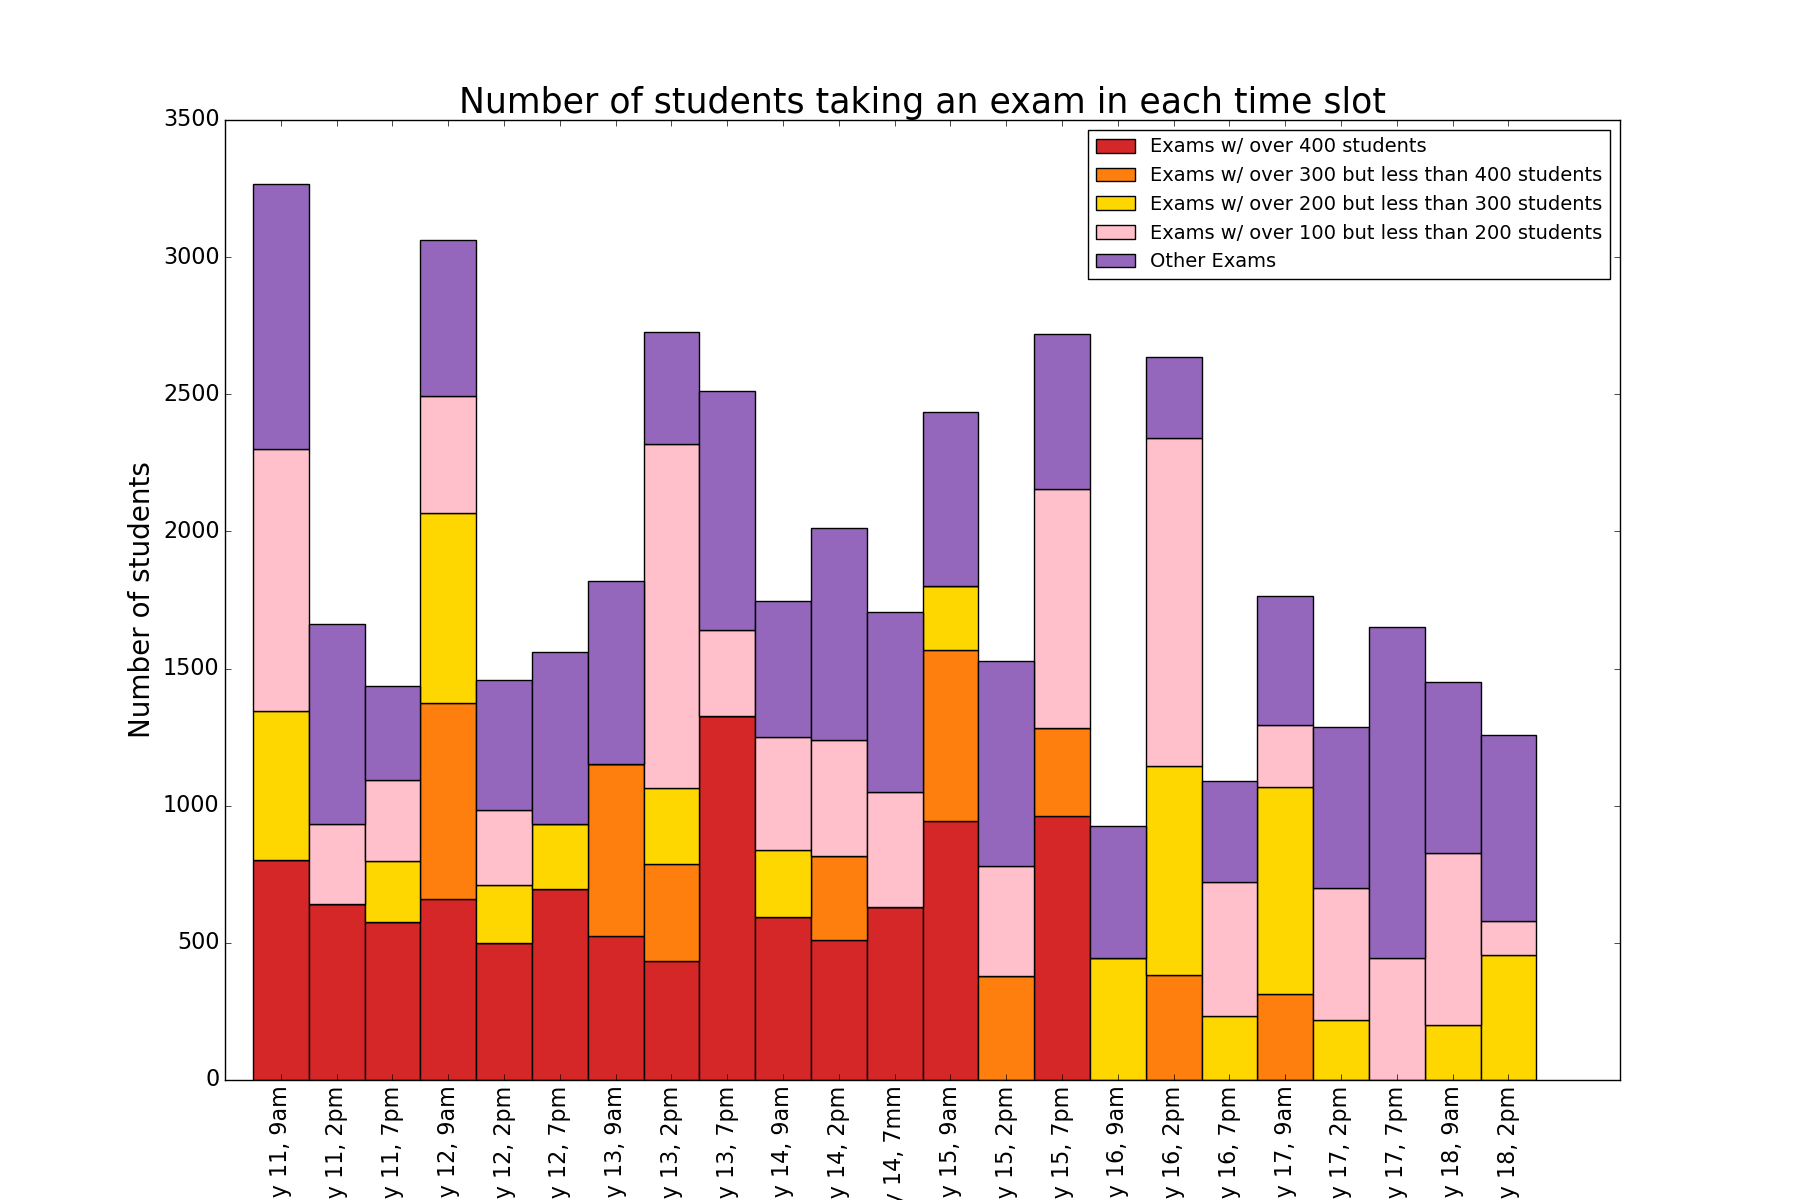 Number of students taking an exam in each time slot
Exams w/ over 400 students
Exams w/ over 300 but less than 400 students
Exams w/ over 200 but less than 300 students
Exams w/ over 100 but less than 200 students
Other Exams
Number of students
3500
3000
2500
2000
1500
1000
500
0
y 11, 9am
y 11, 2pm
y 11, 7pm
y 12, 9am
y 12, 2pm
y 12, 7pm
y 13, 9am
y 13, 2pm
y 13, 7pm
y 14, 9am
y 14, 2pm
y 14, 7mm
y 15, 9am
y 15, 2pm
y 15, 7pm
y 16, 9am
y 16, 2pm
y 16, 7pm
y 17, 9am
y 17, 2pm
y 17, 7pm
y 18, 9am
y 18, 2pm